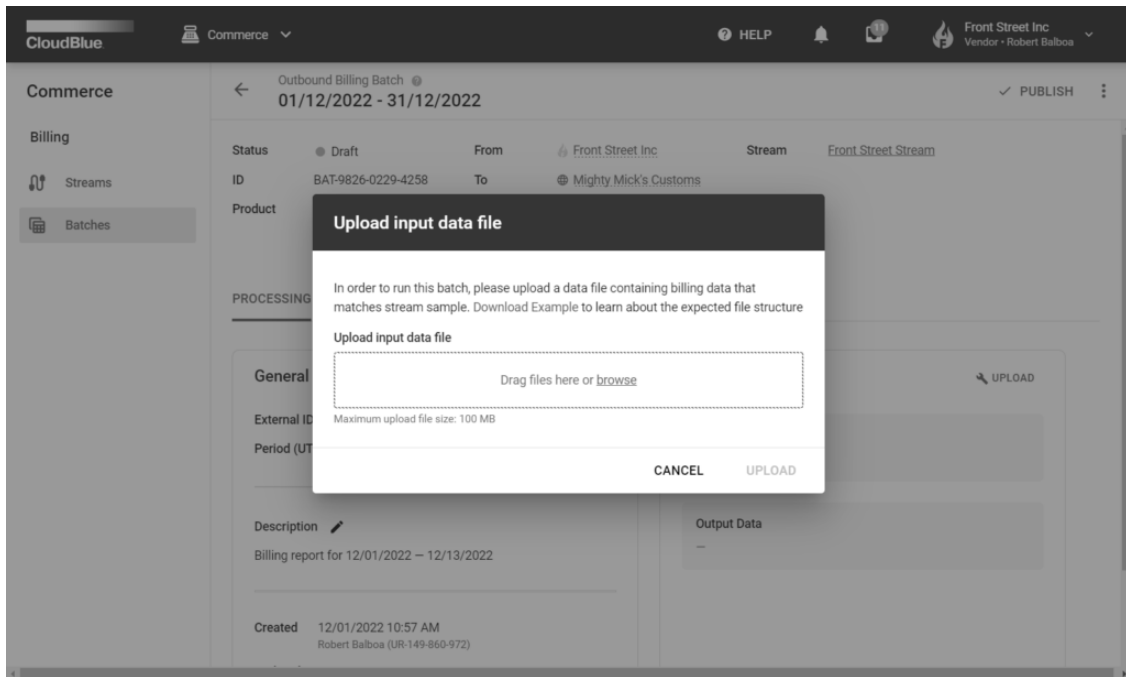 CloudBlue
Commerce
HELP
11
Front Street Inc
Vendor • Robert Balboa
Commerce
Billing
Streams
Batches
Outbound Billing Batch
01/12/2022 - 31/12/2022
PUBLISH
Status Draft From Front Street Inc Stream Front Street Stream
ID BAT-9826-0229-4258 To Mighty Mick's Customs
Product
PROCESSING
Upload input data file
In order to run this batch, please upload a data file containing billing data that
matches stream sample. Download Example to learn about the expected file structure
Upload input data file
Drag files here or browse
Maximum upload file size: 100 MB
CANCEL UPLOAD
General
UPLOAD
External ID
Period (UT
Description
Billing report for 12/01/2022 — 12/13/2022
Output Data
—
Created 12/01/2022 10:57 AM
Robert Balboa (UR-149-860-972)